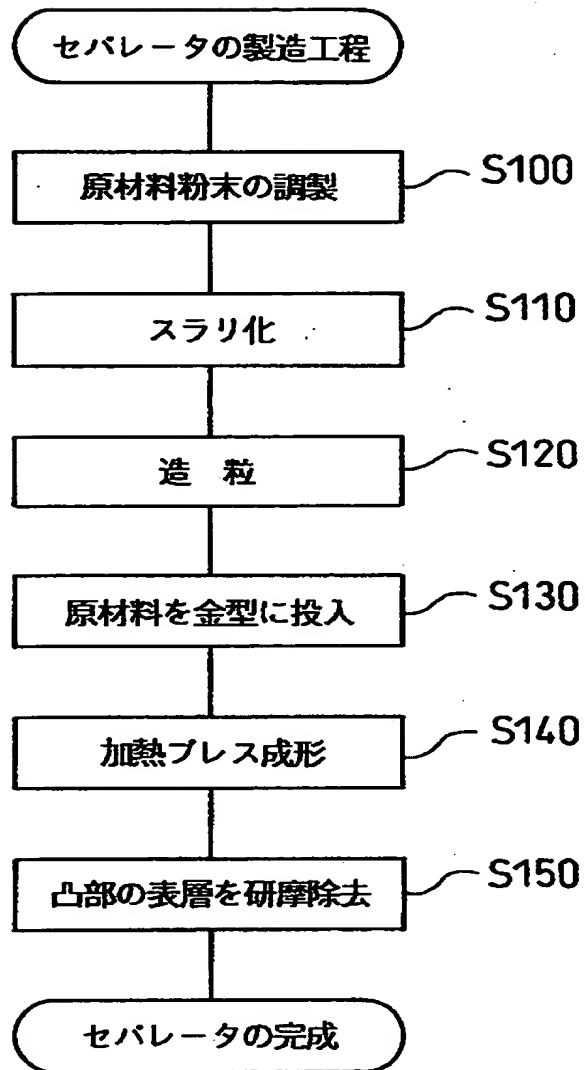 セパレータの製造工程
原材料粉末の調製
S100
スラリ化
S110
造　粒
S120
原材料を金型に投入
S130
加熱プレス成形
S140
凸部の表層を研摩除去
S150
セパレータの完成